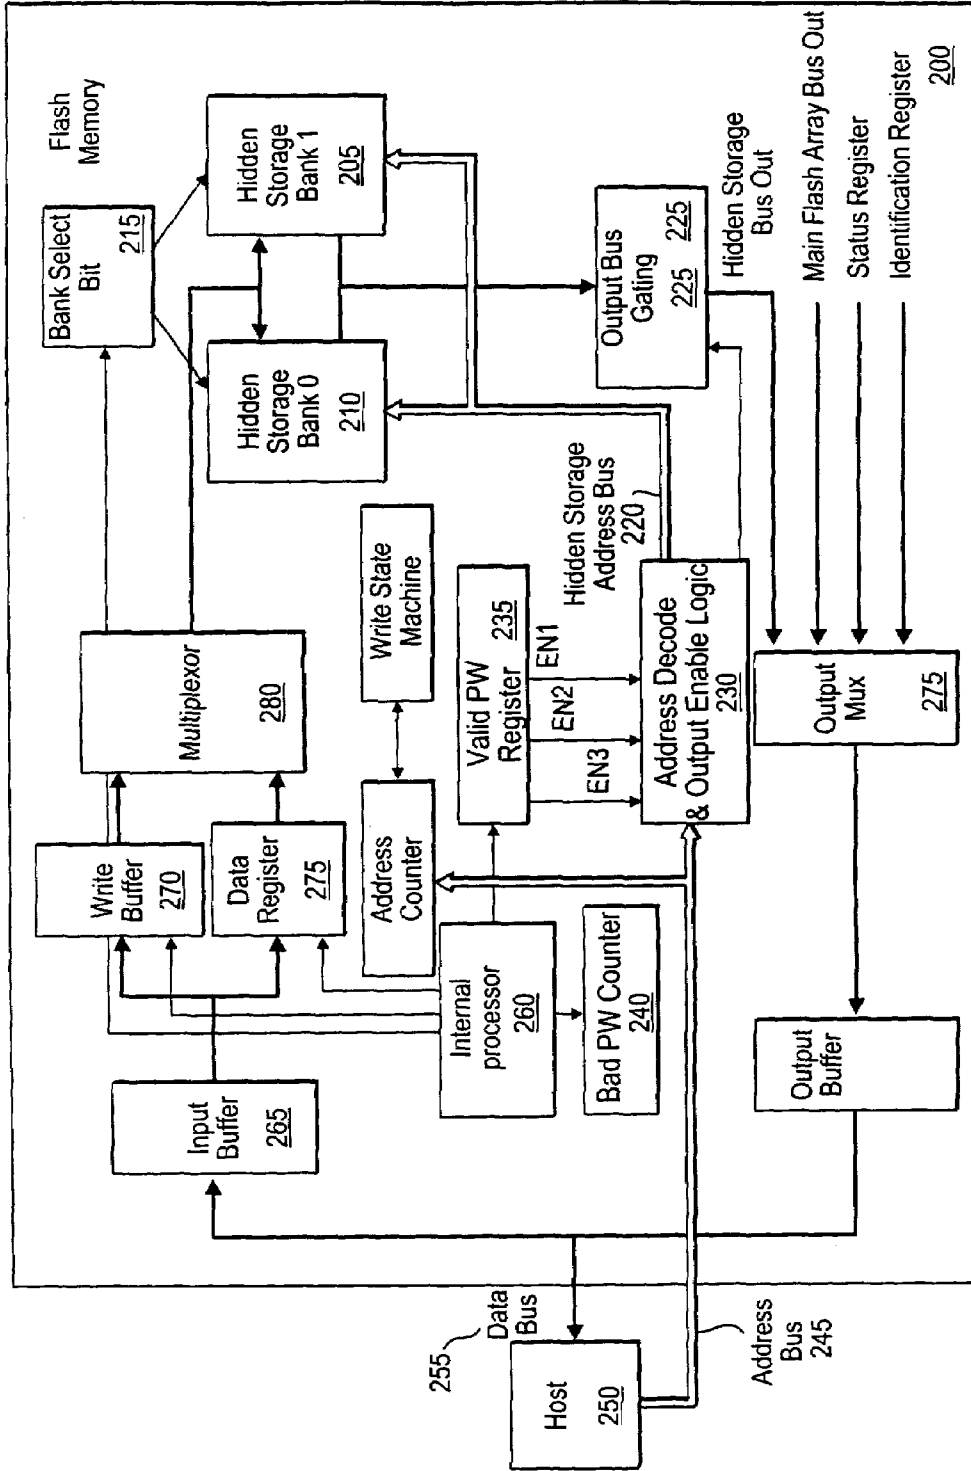 Flash
Memory
Bank Select
Bit
215
Hidden
Storage
Bank 1
205
Hidden
Storage
Bank 0
210
Multiplexor
280
Write
Buffer
270
Data
Register
275
Input
Buffer
265
Write State
Machine
Address
Counter
Internal
processor
260
Bad PW Counter
240
Valid PW
Register
235
EN1
EN2
EN3
Hidden Storage
Address Bus
220
Address Decode
& Output Enable Logic
230
Output Bus
Gating
225
225
Hidden Storage
Bus Out
Main Flash Array Bus Out
Status Register
Identification Register
200
Output
Mux
275
Output
Buffer
255
Data
Bus
Host
250
Address
Bus 245